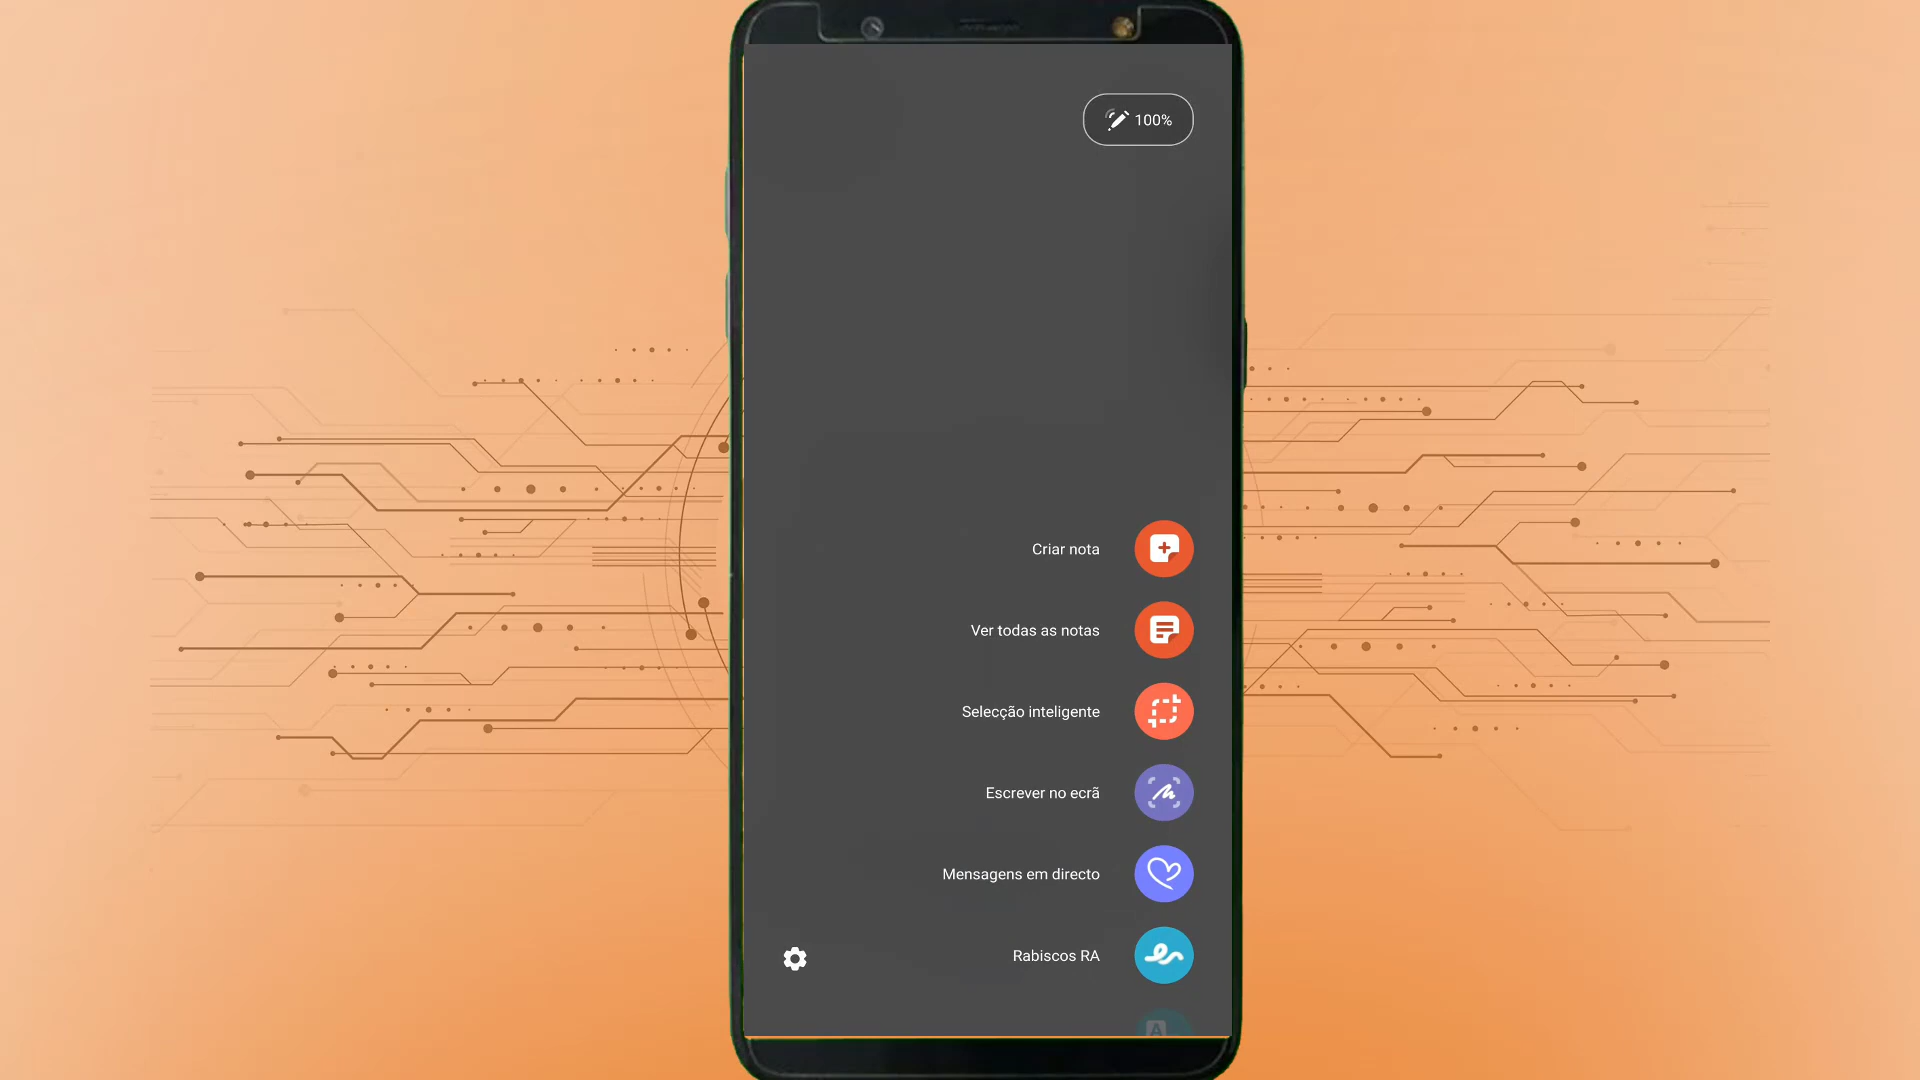 100%
Criar nota
Ver todas as notas
Selecção inteligente
Escrever no ecrã
Mensagens em directo
Rabiscos RA
A